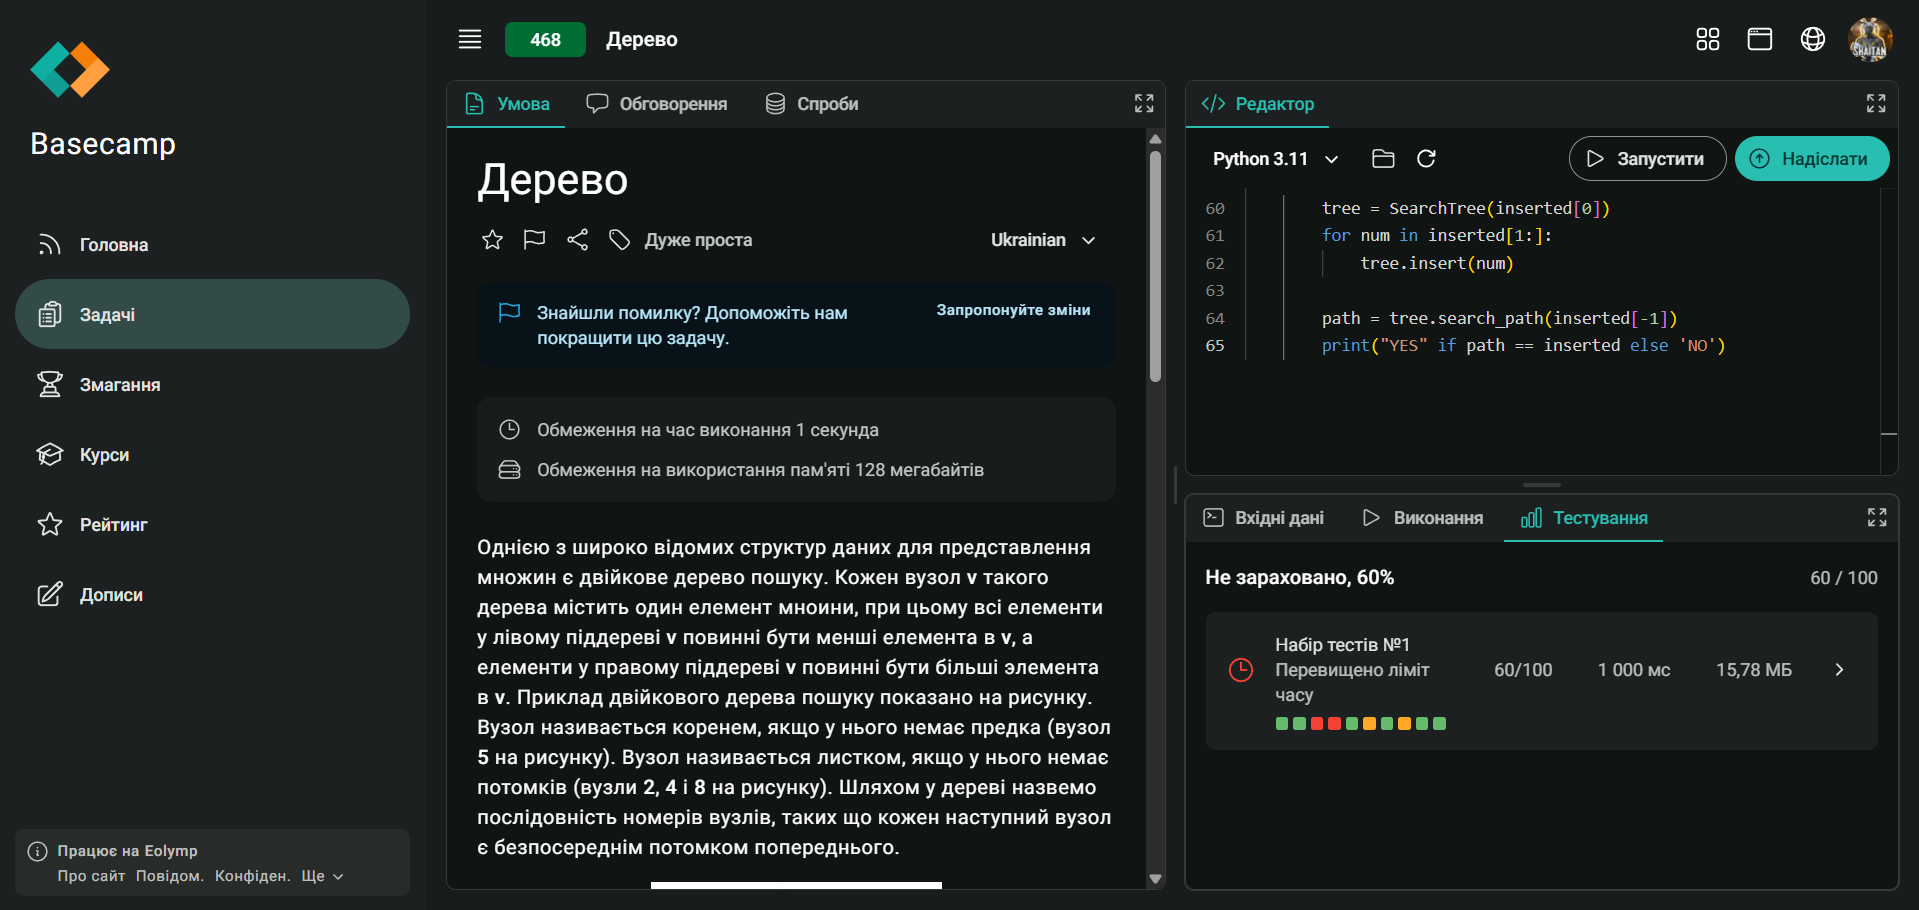 Basecamp
Головна
Задачі
Змагання
Курси
Рейтинг
Дописи
Працює на Eolymp
Про сайт Повідом. Конфіден. Ще
468 Дерево
SHAITAN
Умова Обговорення Спроби
Дерево
Дуже проста
Ukrainian
Знайшли помилку? Допоможіть нам
покращити цю задачу.
Запропонуйте зміни
Обмеження на час виконання 1 секунда
Обмеження на використання пам'яті 128 мегабайтів
Однією з широко відомих структур даних для представлення
множин є двійкове дерево пошуку. Кожен вузол v такого
дерева містить один елемент мноини, при цьому всі елементи
у лівому піддереві v повинні бути менші елемента в v, а
елементи у правому піддереві v повинні бути більші элемента
в v. Приклад двійкового дерева пошуку показано на рисунку.
Вузол називається коренем, якщо у нього немає предка (вузол
5 на рисунку). Вузол називається листком, якщо у нього немає
потомків (вузли 2, 4 і 8 на рисунку). Шляхом у дереві назвемо
послідовність номерів вузлів, таких що кожен наступний вузол
є безпосереднім потомком попереднього.
Редактор
Python 3.11
Запустити
Надіслати
60 tree = SearchTree(inserted[0])
61 for num in inserted[1:]:
62 tree.insert(num)
63
64 path = tree.search_path(inserted[-1])
65 print("YES" if path == inserted else 'NO')
Вхідні дані Виконання Тестування
Не зараховано, 60% 60 / 100
Набір тестів №1
Перевищено ліміт
часу
60/100 1 000 мс 15,78 МБ